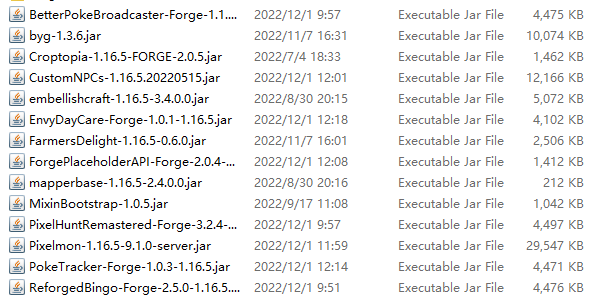 BetterPokeBroadcaster-Forge-1.1.... 2022/12/1 9:57 Executable Jar File 4,475 KB
byg-1.3.6.jar 2022/11/7 16:31 Executable Jar File 10,074 KB
Croptopia-1.16.5-FORGE-2.0.5.jar 2022/7/4 18:33 Executable Jar File 1,462 KB
CustomNPCs-1.16.5.20220515.jar 2022/12/1 12:01 Executable Jar File 12,166 KB
embellishcraft-1.16.5-3.4.0.0.jar 2022/8/30 20:15 Executable Jar File 5,072 KB
EnvyDayCare-Forge-1.0.1-1.16.5.jar 2022/12/1 12:18 Executable Jar File 4,102 KB
FarmersDelight-1.16.5-0.6.0.jar 2022/11/7 16:01 Executable Jar File 2,506 KB
ForgePlaceholderAPI-Forge-2.0.4-... 2022/12/1 12:08 Executable Jar File 1,412 KB
mapperbase-1.16.5-2.4.0.0.jar 2022/8/30 20:16 Executable Jar File 212 KB
MixinBootstrap-1.0.5.jar 2022/9/17 11:08 Executable Jar File 1,042 KB
PixelHuntRemastered-Forge-3.2.4-... 2022/12/1 9:57 Executable Jar File 4,497 KB
Pixelmon-1.16.5-9.1.0-server.jar 2022/12/1 11:59 Executable Jar File 29,547 KB
PokeTracker-Forge-1.0.3-1.16.5.jar 2022/12/1 12:14 Executable Jar File 4,471 KB
ReforgedBingo-Forge-2.5.0-1.16.5.... 2022/12/1 9:51 Executable Jar File 4,476 KB